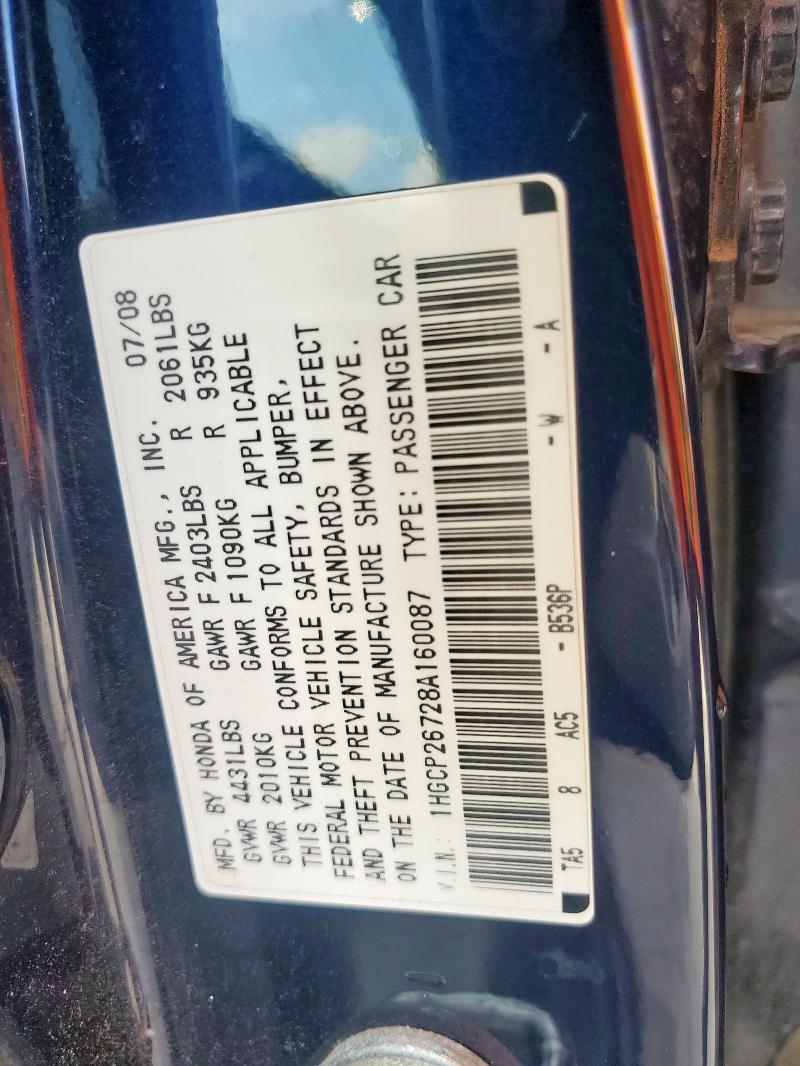 MFD. BY HONDA OF AMERICA MFG., INC. 07/08
GVWR 4431LBS GAWR F 2403LBS R 2061LBS
GVWR 2010KG GAWR F 1090KG R 935KG
THIS VEHICLE CONFORMS TO ALL APPLICABLE
FEDERAL MOTOR VEHICLE SAFETY, BUMPER,
AND THEFT PREVENTION STANDARDS IN EFFECT
ON THE DATE OF MANUFACTURE SHOWN ABOVE.
V.I.N.: 1HGCP26728A160087 TYPE: PASSENGER CAR
TA5 8 AC5 - B536P - W - A